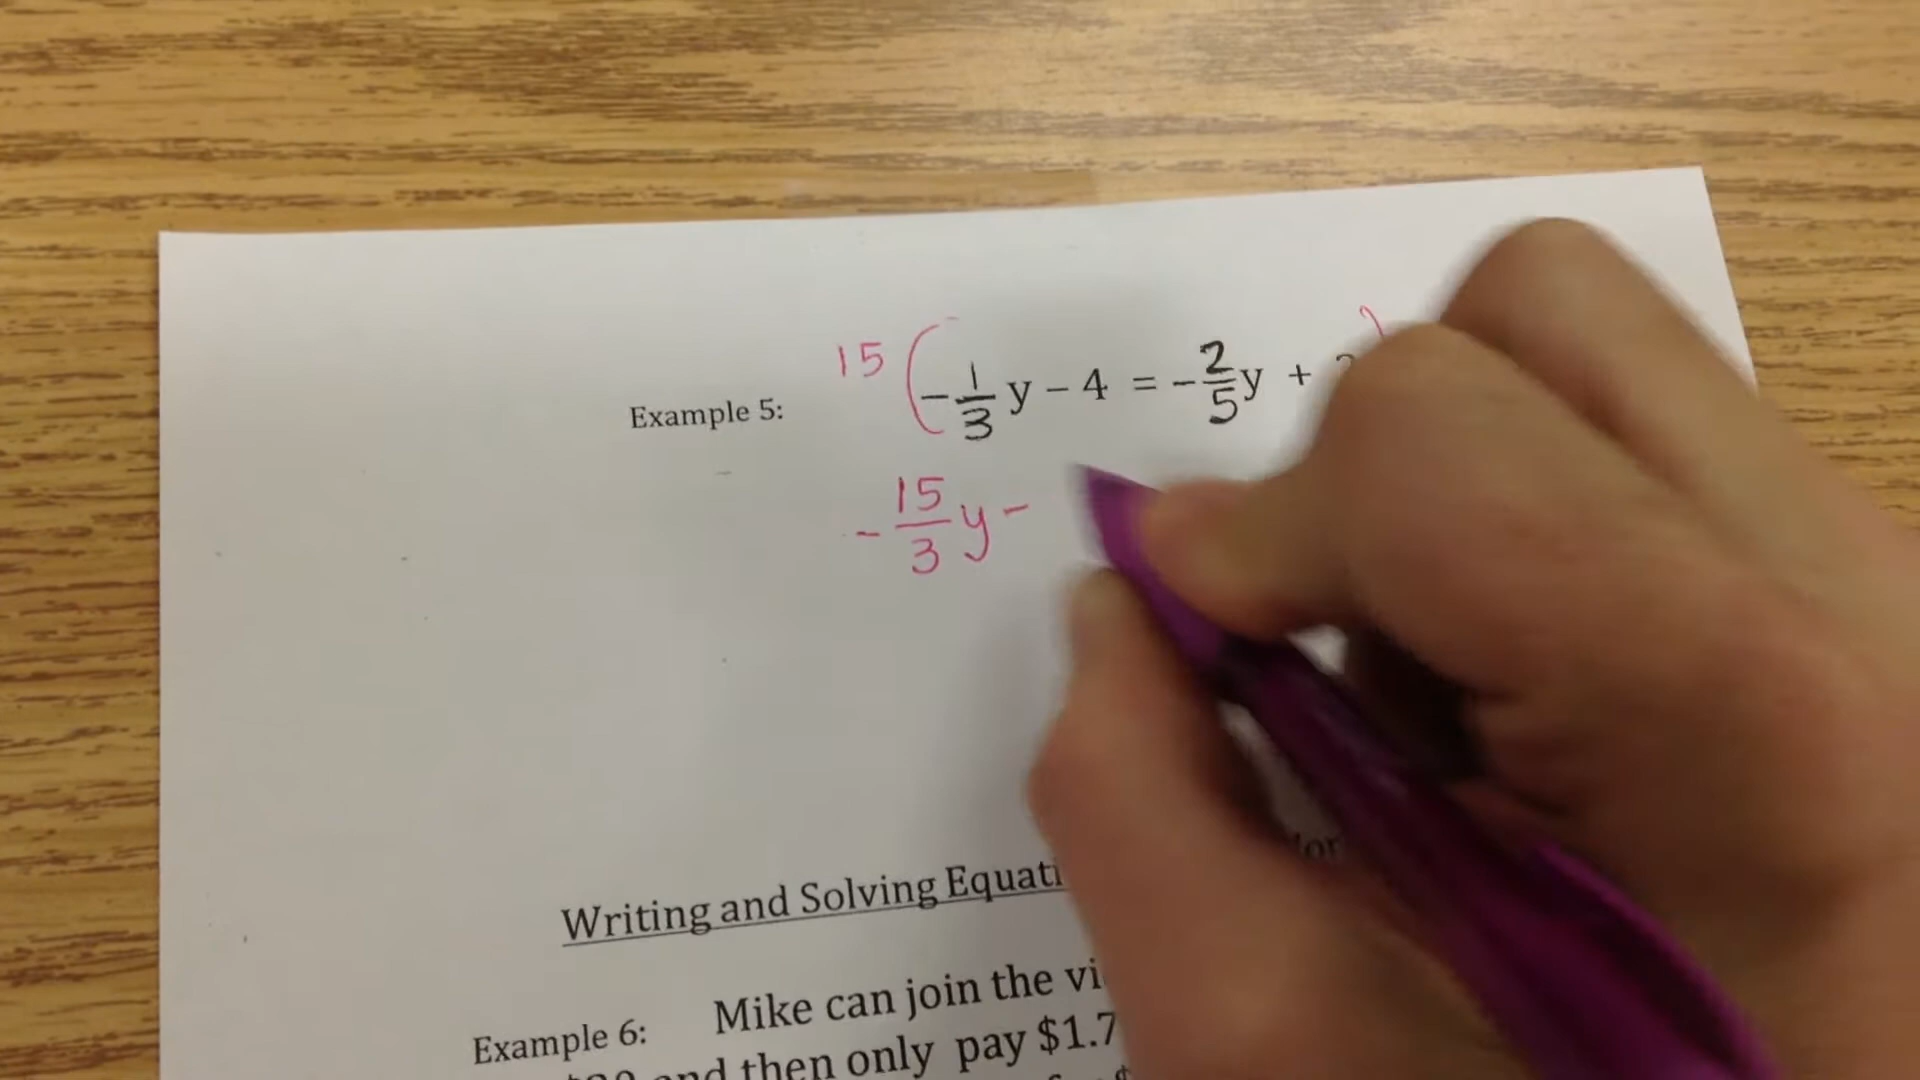 Example 5: 15 ( -1/3 y - 4 = -2/5 y + )
-15/3 y -
Writing and Solving Equati
Example 6: Mike can join the vi
and then only pay $1.7